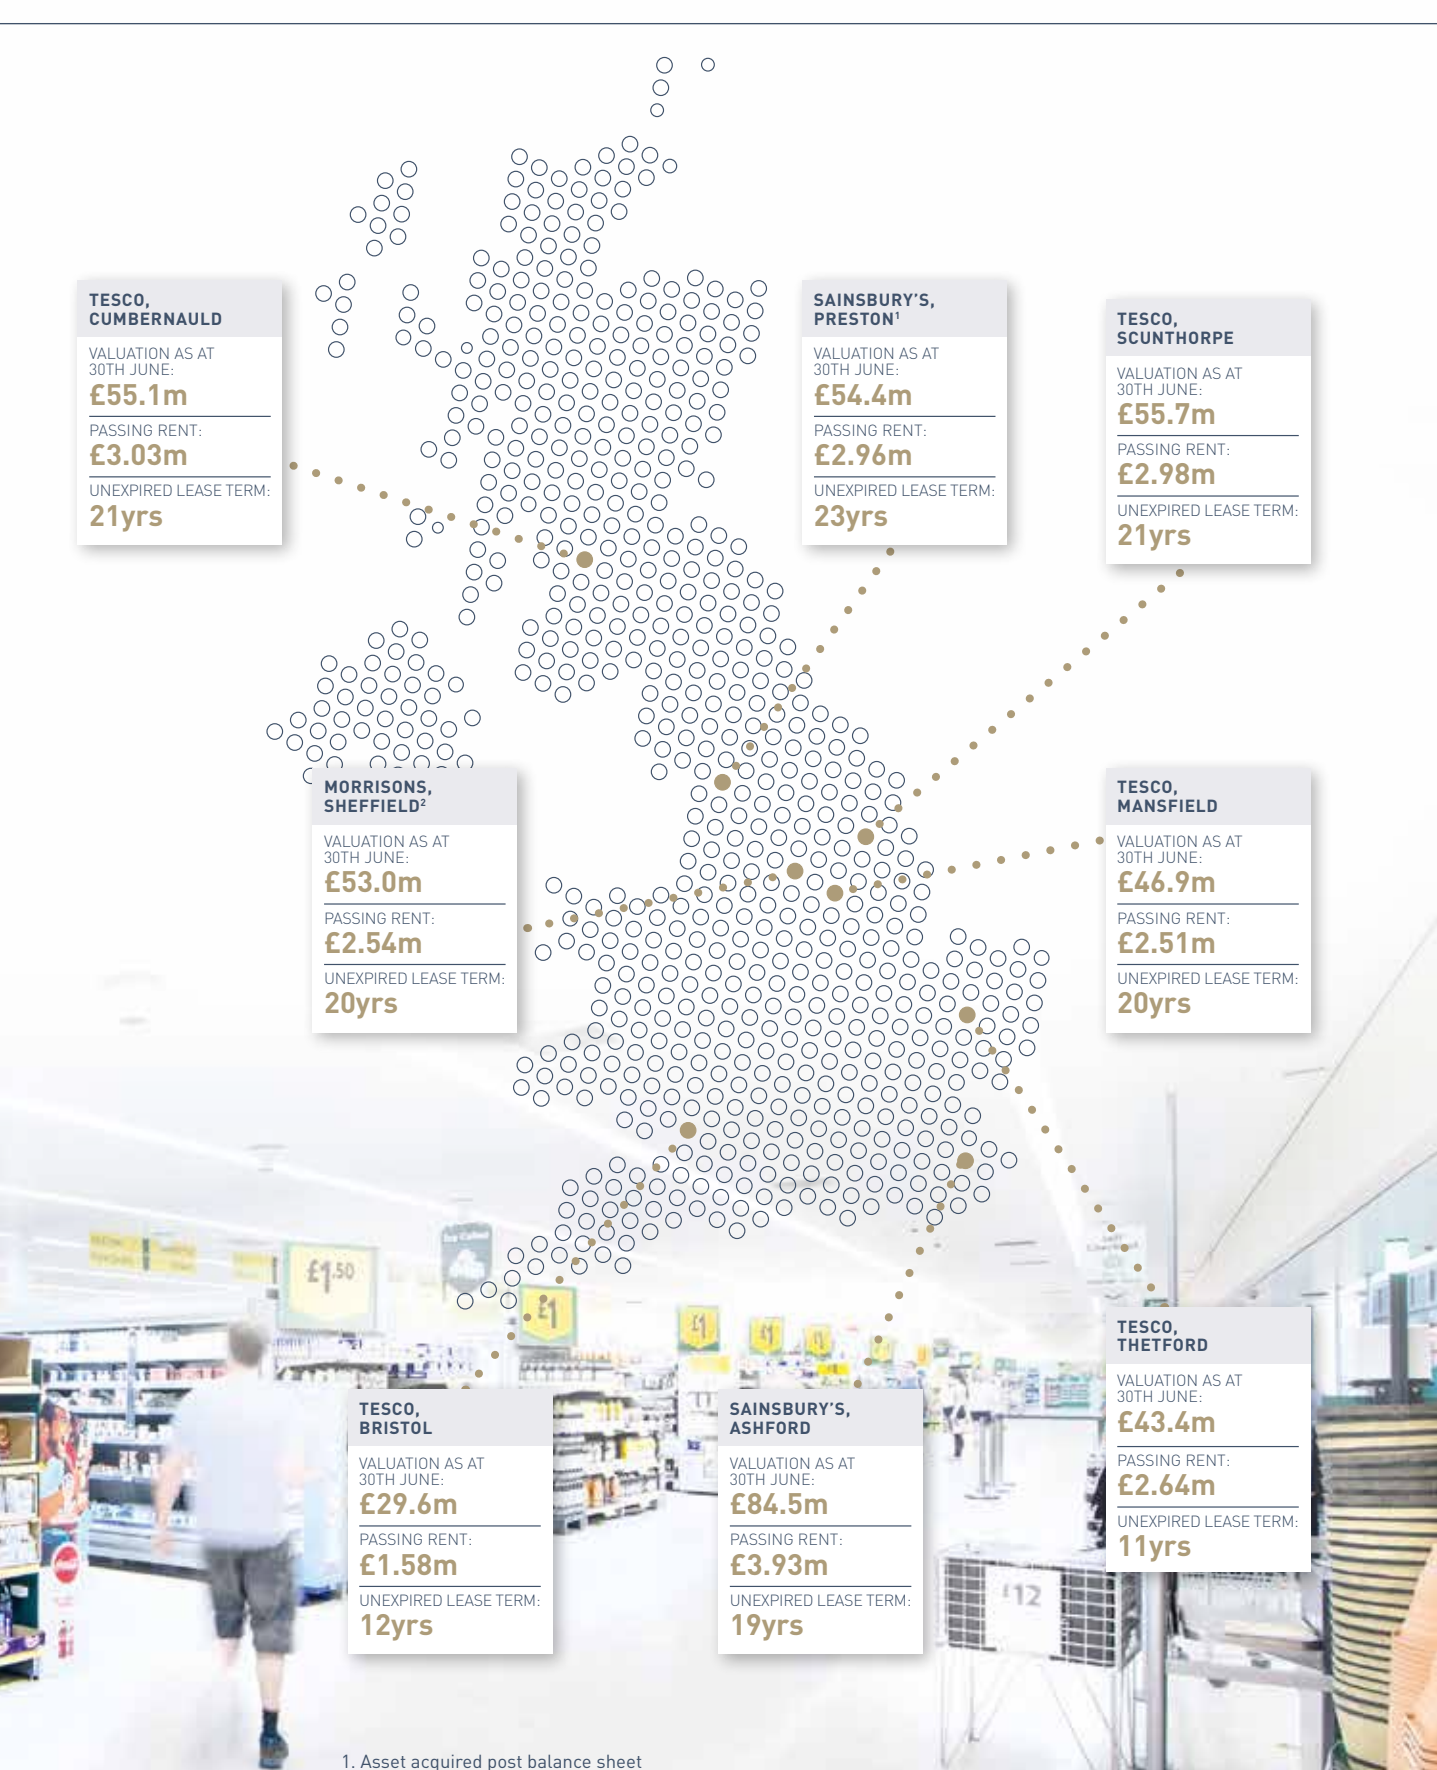 TESCO,
CUMBERNAULD
VALUATION AS AT
30TH JUNE:
£55.1m
PASSING RENT:
£3.03m
UNEXPIRED LEASE TERM:
21yrs
SAINSBURY'S,
PRESTON¹
VALUATION AS AT
30TH JUNE:
£54.4m
PASSING RENT:
£2.96m
UNEXPIRED LEASE TERM:
23yrs
TESCO,
SCUNTHORPE
VALUATION AS AT
30TH JUNE:
£55.7m
PASSING RENT:
£2.98m
UNEXPIRED LEASE TERM:
21yrs
MORRISONS,
SHEFFIELD²
VALUATION AS AT
30TH JUNE:
£53.0m
PASSING RENT:
£2.54m
UNEXPIRED LEASE TERM:
20yrs
TESCO,
MANSFIELD
VALUATION AS AT
30TH JUNE:
£46.9m
PASSING RENT:
£2.51m
UNEXPIRED LEASE TERM:
20yrs
£1.50
£1
£1
£1
£1
TESCO,
THETFORD
VALUATION AS AT
30TH JUNE:
£43.4m
PASSING RENT:
£2.64m
UNEXPIRED LEASE TERM:
11yrs
TESCO,
BRISTOL
VALUATION AS AT
30TH JUNE:
£29.6m
PASSING RENT:
£1.58m
UNEXPIRED LEASE TERM:
12yrs
SAINSBURY'S,
ASHFORD
VALUATION AS AT
30TH JUNE:
£84.5m
PASSING RENT:
£3.93m
UNEXPIRED LEASE TERM:
19yrs
£12
1. Asset acquired post balance sheet